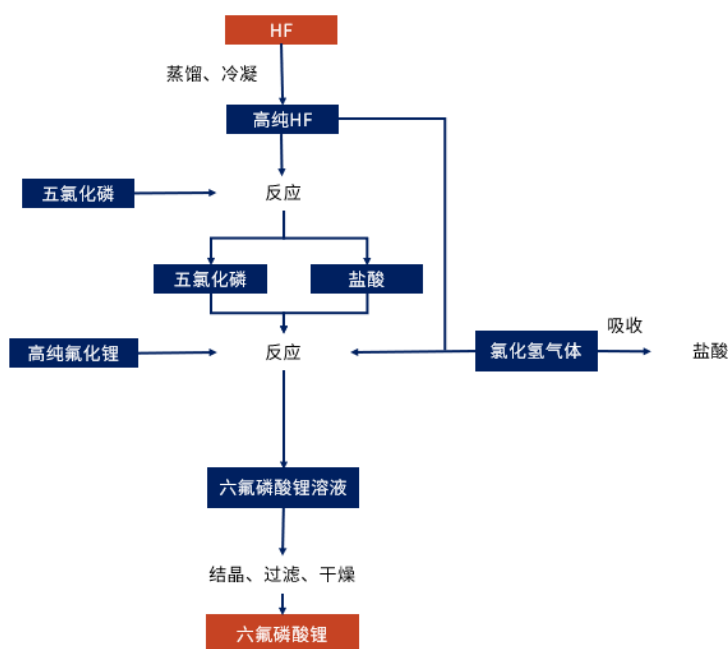 HF
蒸馏、冷凝
高纯HF
五氯化磷
反应
五氯化磷
盐酸
吸收
高纯氟化锂
反应
氯化氢气体
盐酸
六氟磷酸锂溶液
结晶、过滤、干燥
六氟磷酸锂